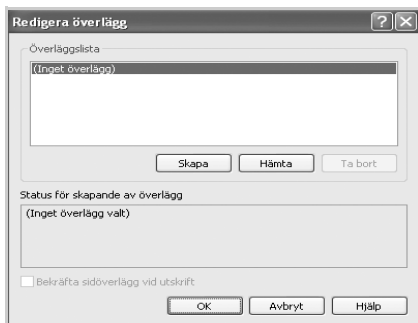 Redigera överlägg
Överläggslista
(Inget överlägg)
Skapa
Hämta
Ta bort
Status för skapande av överlägg
(Inget överlägg valt)
Bekräfta sidöverlägg vid utskrift
OK
Avbryt
Hjälp